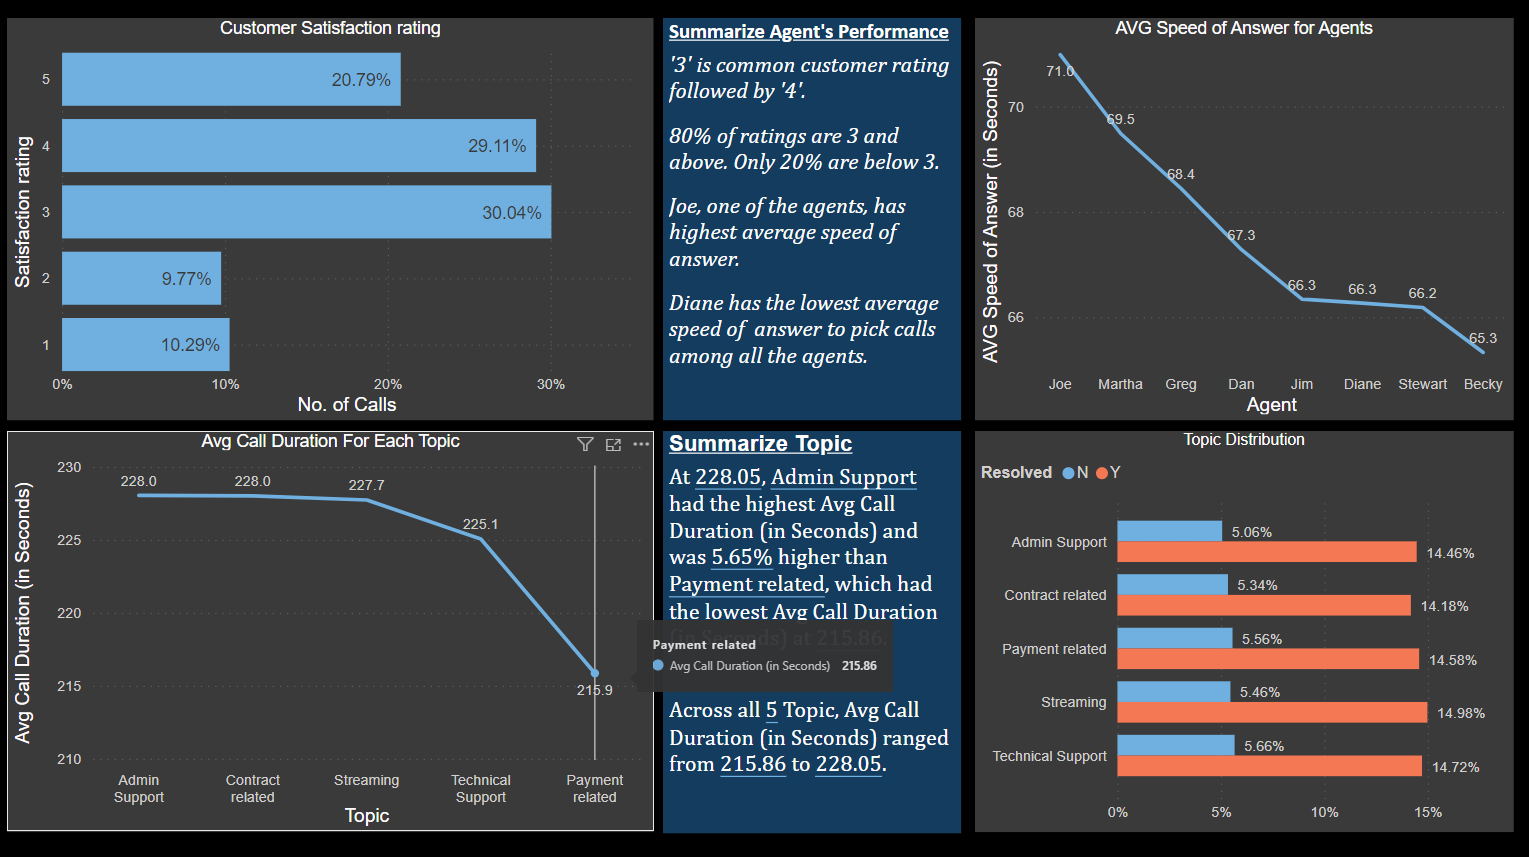 Customer Satisfaction rating
Satisfaction rating
5
20.79%
4
29.11%
3
30.04%
2
9.77%
1
10.29%
0%
10%
20%
30%
No. of Calls
Summarize Agent's Performance
'3' is common customer rating
followed by '4'.
80% of ratings are 3 and
above. Only 20% are below 3.
Joe, one of the agents, has
highest average speed of
answer.
Diane has the lowest average
speed of answer to pick calls
among all the agents.
AVG Speed of Answer for Agents
AVG Speed of Answer (in Seconds)
70
68
66
71.0
69.5
68.4
67.3
66.3
66.3
66.2
65.3
Joe
Martha
Greg
Dan
Jim
Diane
Stewart
Becky
Agent
Avg Call Duration For Each Topic
Avg Call Duration (in Seconds)
230
225
220
215
210
228.0
228.0
227.7
225.1
215.9
Admin
Support
Contract
related
Streaming
Technical
Support
Payment
related
Topic
Summarize Topic
At 228.05, Admin Support
had the highest Avg Call
Duration (in Seconds) and
was 5.65% higher than
Payment related, which had
the lowest Avg Call Duration
(in Seconds) at 215.86.
Payment related
Avg Call Duration (in Seconds) 215.86
Across all 5 Topic, Avg Call
Duration (in Seconds) ranged
from 215.86 to 228.05.
Topic Distribution
Resolved N Y
Admin Support
5.06%
14.46%
Contract related
5.34%
14.18%
Payment related
5.56%
14.58%
Streaming
5.46%
14.98%
Technical Support
5.66%
14.72%
0%
5%
10%
15%